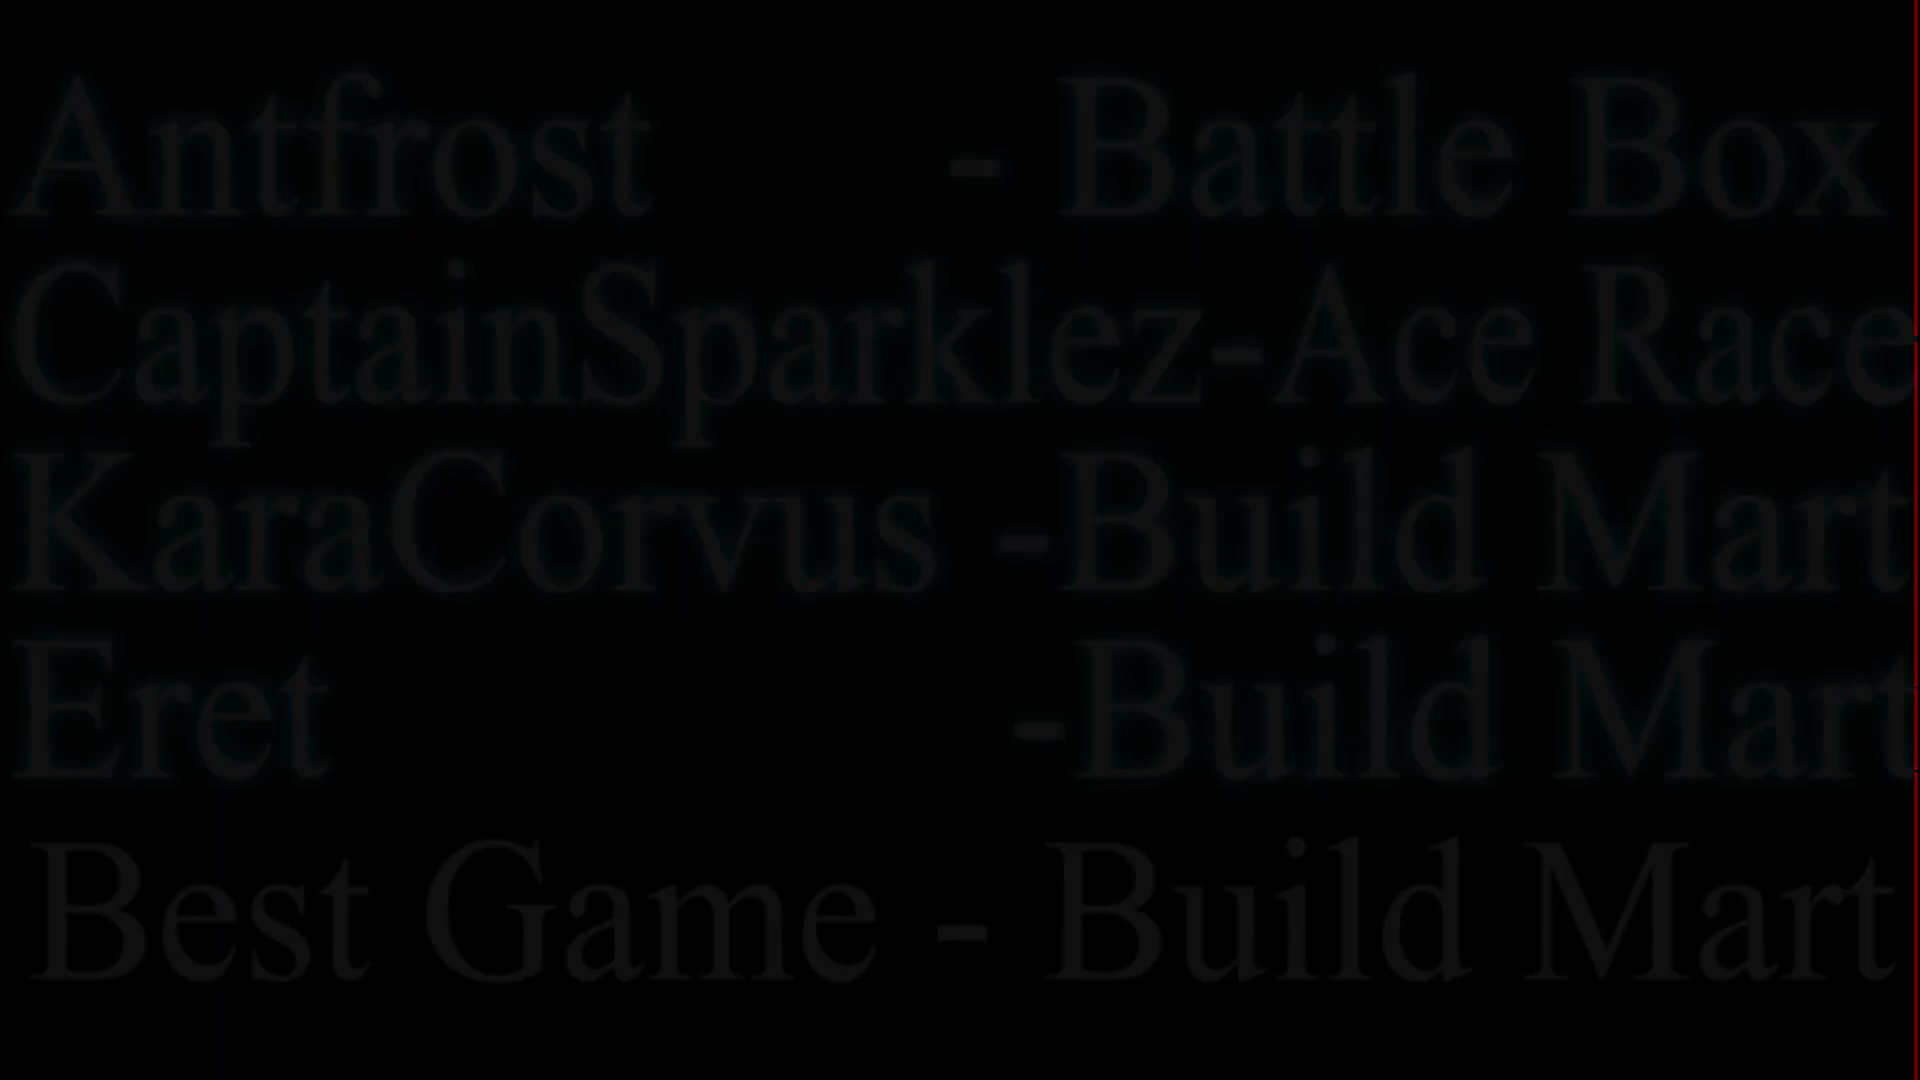 Antfrost - Battle Box
CaptainSparklez-Ace Race
KaraCorvus -Build Mart
Eret -Build Mart
Best Game - Build Mart